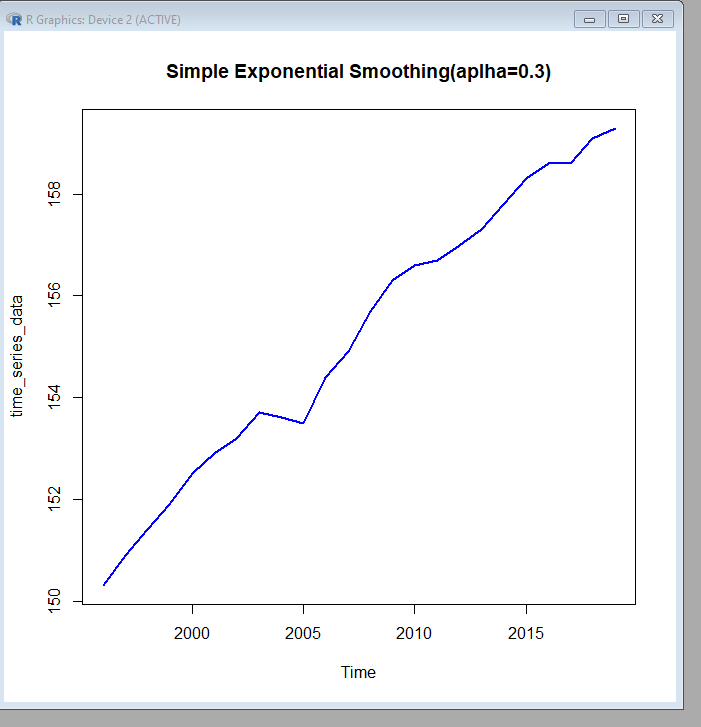 R Graphics: Device 2 (ACTIVE)
Simple Exponential Smoothing(aplha=0.3)
158
156
154
152
150
time_series_data
2000 2005 2010 2015
Time